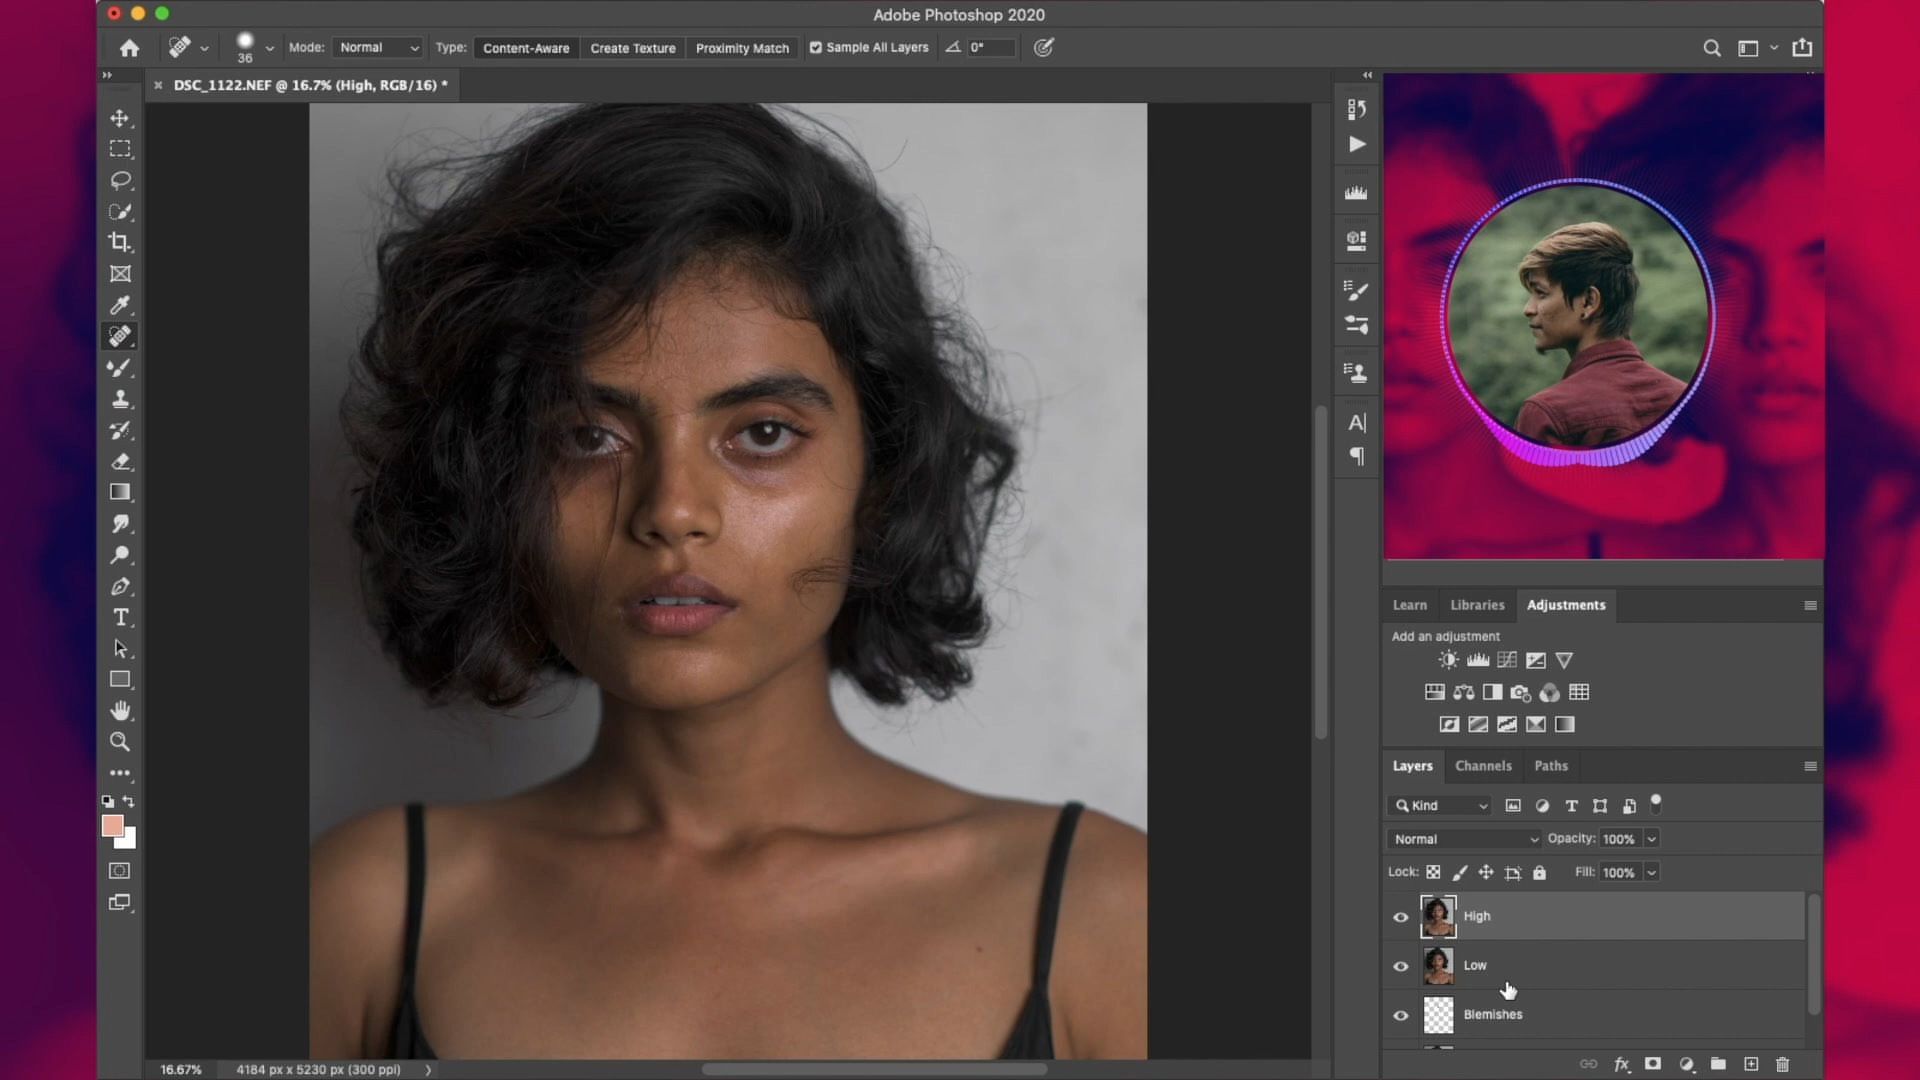 Adobe Photoshop 2020
36
Mode: Normal
Type: Content-Aware Create Texture Proximity Match
Sample All Layers
0°
DSC_1122.NEF @ 16.7% (High, RGB/16) *
Learn Libraries Adjustments
Add an adjustment
Layers Channels Paths
Kind
Normal Opacity: 100%
Lock: Fill: 100%
High
Low
Blemishes
16.67% 4184 px x 5230 px (300 ppi)